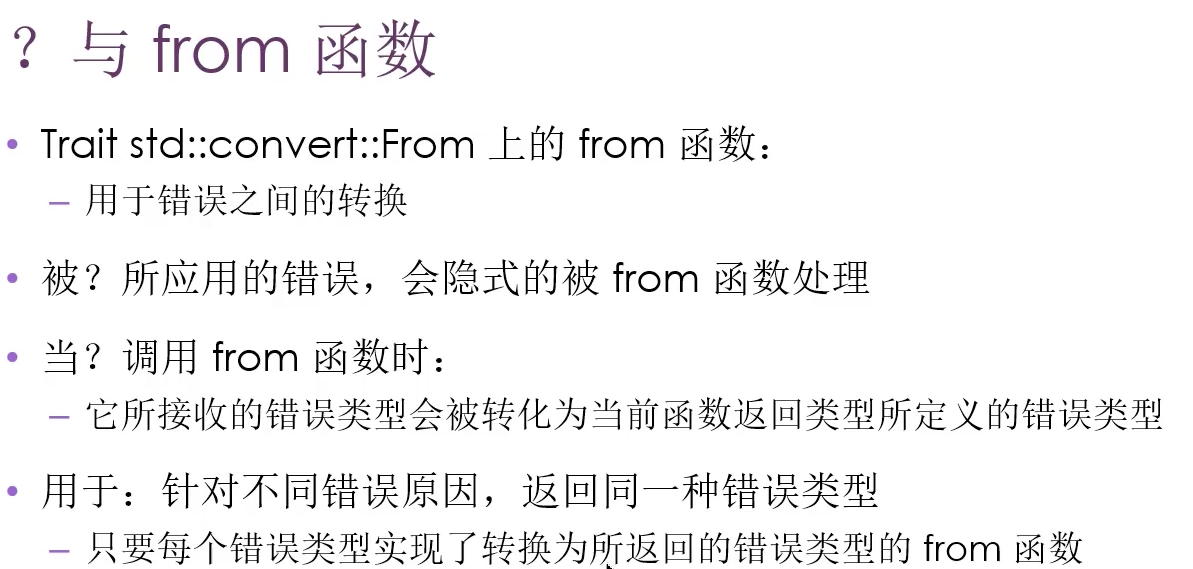 ？与 from 函数
• Trait std::convert::From 上的 from 函数：
– 用于错误之间的转换
• 被？所应用的错误，会隐式的被 from 函数处理
• 当？调用 from 函数时：
– 它所接收的错误类型会被转化为当前函数返回类型所定义的错误类型
• 用于：针对不同错误原因，返回同一种错误类型
– 只要每个错误类型实现了转换为所返回的错误类型的 from 函数